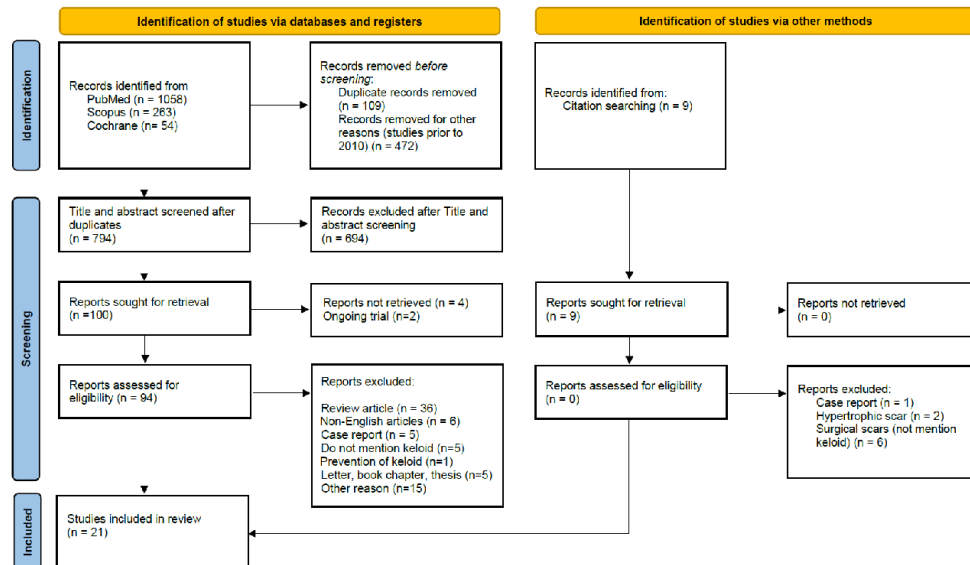 Identification of studies via databases and registers
Identification of studies via other methods
Identification
Records identified from
PubMed (n = 1058)
Scopus (n = 263)
Cochrane (n= 54)
Records removed before
screening:
Duplicate records removed
(n = 109)
Records removed for other
reasons (studies prior to
2010) (n = 472)
Records identified from:
Citation searching (n = 9)
Screening
Title and abstract screened after
duplicates
(n = 794)
Records excluded after Title and
abstract screening
(n = 694)
Reports sought for retrieval
(n =100)
Reports not retrieved (n = 4)
Ongoing trial (n=2)
Reports sought for retrieval
(n = 9)
Reports not retrieved
(n = 0)
Reports assessed for
eligibility (n = 94)
Reports excluded:
Review article (n = 36)
Non-English articles (n = 6)
Case report (n = 5)
Do not mention keloid (n=5)
Prevention of keloid (n=1)
Letter, book chapter, thesis (n=5)
Other reason (n=15)
Reports assessed for eligibility
(n = 0)
Reports excluded:
Case report (n = 1)
Hypertrophic scar (n = 2)
Surgical scars (not mention
keloid) (n = 6)
Included
Studies included in review
(n = 21)